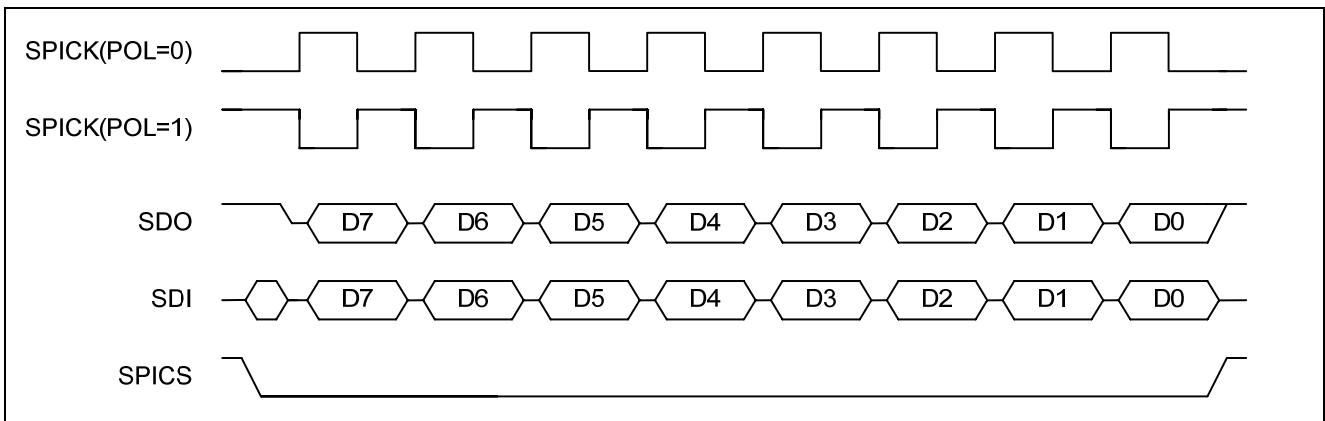 SPICK(POL=0)
SPICK(POL=1)
SDO D7 D6 D5 D4 D3 D2 D1 D0
SDI D7 D6 D5 D4 D3 D2 D1 D0
SPICS